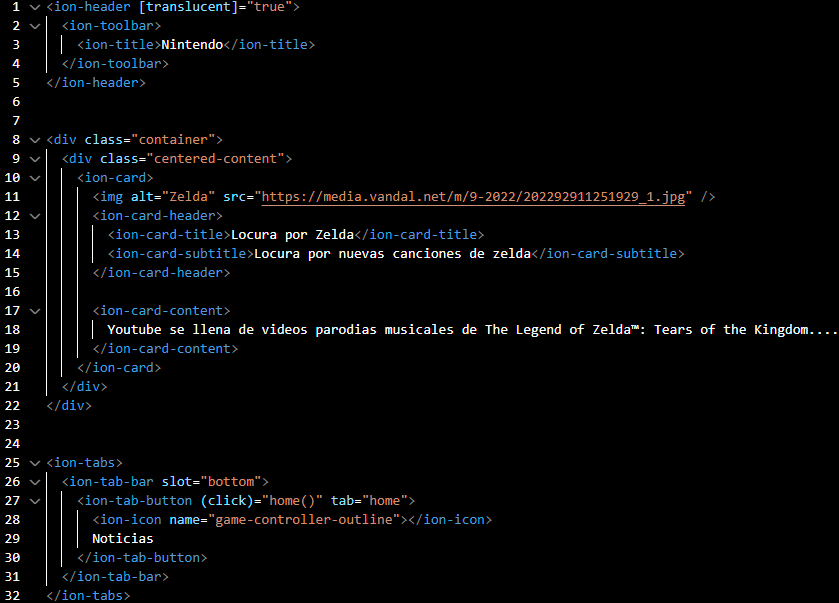 1 <ion-header [translucent]="true">
2 <ion-toolbar>
3 <ion-title>Nintendo</ion-title>
4 </ion-toolbar>
5 </ion-header>
6
7
8 <div class="container">
9 <div class="centered-content">
10 <ion-card>
11 <img alt="Zelda" src="https://media.vandal.net/m/9-2022/202292911251929_1.jpg" />
12 <ion-card-header>
13 <ion-card-title>Locura por Zelda</ion-card-title>
14 <ion-card-subtitle>Locura por nuevas canciones de zelda</ion-card-subtitle>
15 </ion-card-header>
16
17 <ion-card-content>
18 Youtube se llena de videos parodias musicales de The Legend of Zelda™: Tears of the Kingdom....
19 </ion-card-content>
20 </ion-card>
21 </div>
22 </div>
23
24
25 <ion-tabs>
26 <ion-tab-bar slot="bottom">
27 <ion-tab-button (click)="home()" tab="home">
28 <ion-icon name="game-controller-outline"></ion-icon>
29 Noticias
30 </ion-tab-button>
31 </ion-tab-bar>
32 </ion-tabs>